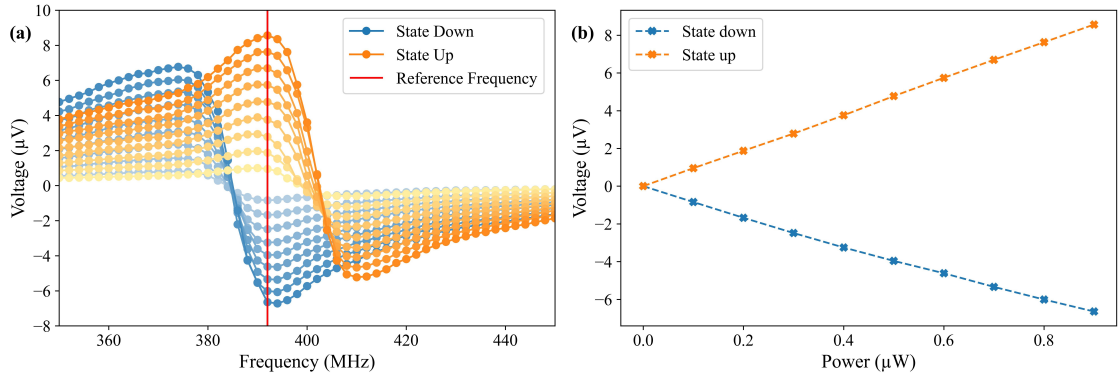 (a)
State Down
State Up
Reference Frequency
10
8
6
4
2
0
−2
−4
−6
−8
Voltage (µV)
360
380
400
420
440
Frequency (MHz)
(b)
State down
State up
8
6
4
2
0
−2
−4
−6
Voltage (µV)
0.0
0.2
0.4
0.6
0.8
Power (µW)